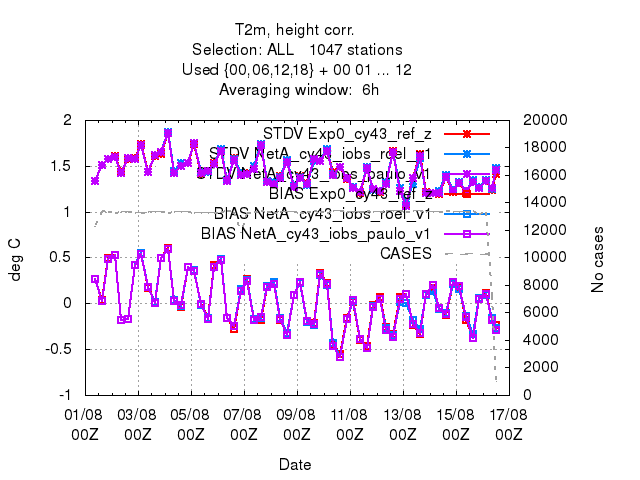 T2m, height corr.
Selection: ALL   1047 stations
Used {00,06,12,18} + 00 01 ... 12
Averaging window:  6h
2
1.5
1
0.5
0
-0.5
-1
deg C
20000
18000
16000
14000
12000
10000
8000
6000
4000
2000
0
No cases
STDV Exp0_cy43_ref_z
STDV NetA_cy43_iobs_roel_v1
STDV NetA_cy43_iobs_paulo_v1
BIAS Exp0_cy43_ref_z
BIAS NetA_cy43_iobs_roel_v1
BIAS NetA_cy43_iobs_paulo_v1
CASES
01/08 03/08 05/08 07/08 09/08 11/08 13/08 15/08 17/08
00Z 00Z 00Z 00Z 00Z 00Z 00Z 00Z 00Z
Date